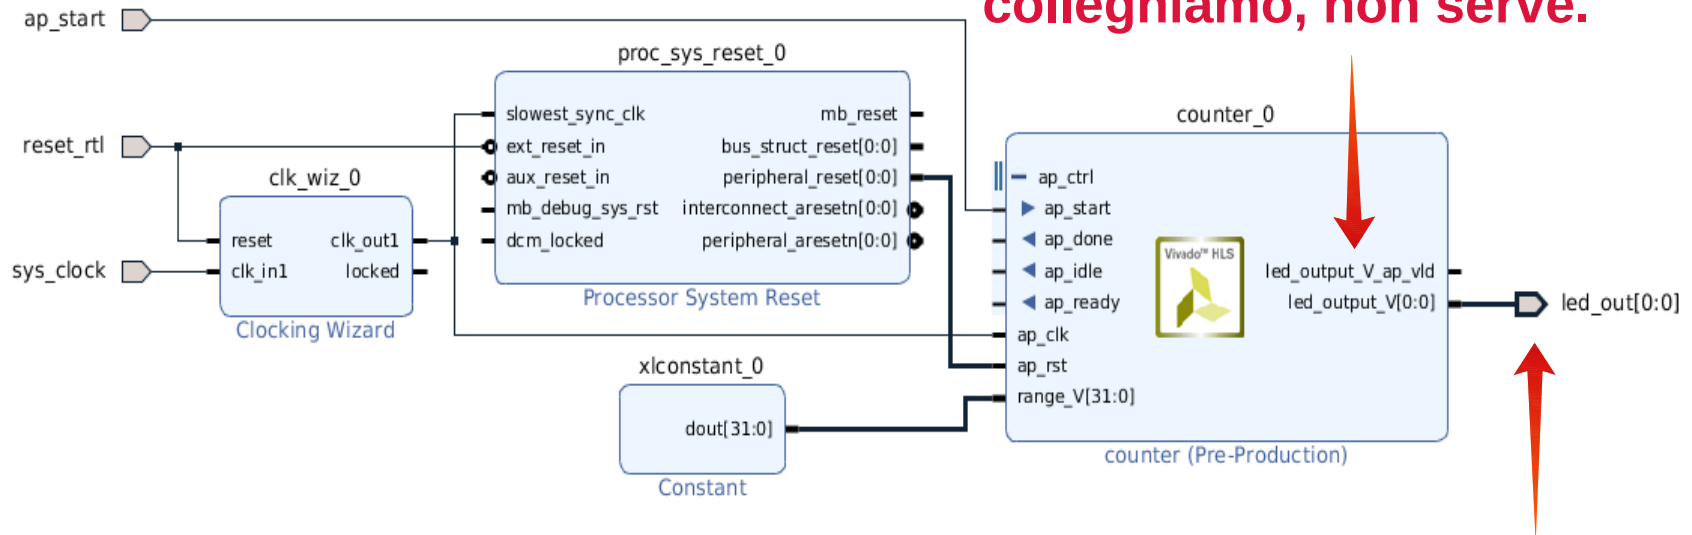 collegniamo, non serve.
ap_start
proc_sys_reset_0
slowest_sync_clk
mb_reset
counter_0
reset_rtl
ext_reset_in
bus_struct_reset[0:0]
clk_wiz_0
aux_reset_in
peripheral_reset[0:0]
ap_ctrl
mb_debug_sys_rst
interconnect_aresetn[0:0]
ap_start
reset
clk_out1
dcm_locked
peripheral_aresetn[0:0]
ap_done
Vivado™ HLS
sys_clock
clk_in1
locked
ap_idle
led_output_V_ap_vld
Processor System Reset
ap_ready
led_output_V[0:0]
led_out[0:0]
Clocking Wizard
ap_clk
xlconstant_0
ap_rst
range_V[31:0]
dout[31:0]
counter (Pre-Production)
Constant